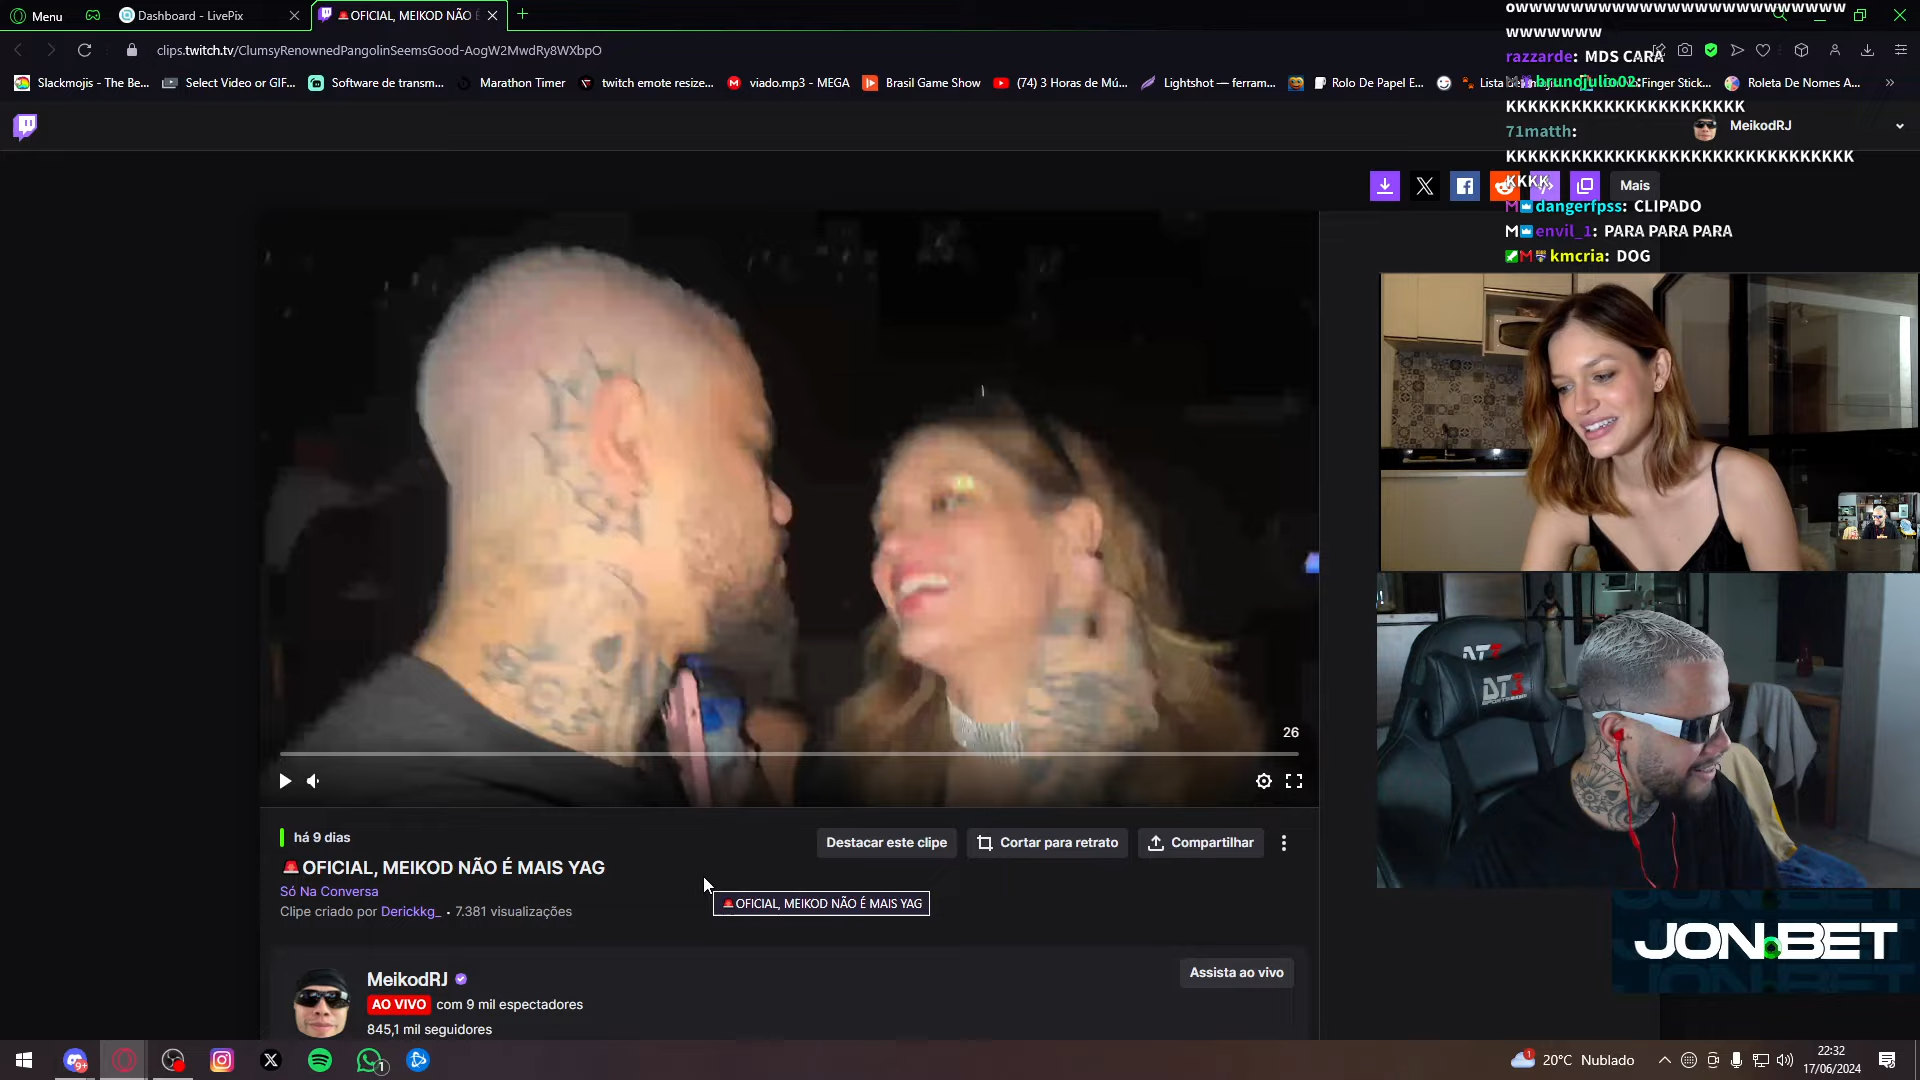 Menu
Dashboard - LivePix
OFICIAL, MEIKOD NÃO É
clips.twitch.tv/ClumsyRenownedPangolinSeemsGood-AogW2MwdRy8WXbpO
Slackmojis - The Be...
Select Video or GIF...
Software de transm...
Marathon Timer
twitch emote resize...
viado.mp3 - MEGA
Brasil Game Show
(74) 3 Horas de Mú...
Lightshot — ferram...
Rolo De Papel E...
Finger Stick...
Roleta De Nomes A...
wwwwwww
razzarde: MDS CARA
brunojulio02:
KKKKKKKKKKKKKKKKKKKKKK
71matth:
KKKKKKKKKKKKKKKKKKKKKKKKKKKKKKKK
KKKK
dangerfpss: CLIPADO
envil_1: PARA PARA PARA
kmcria: DOG
MeikodRJ
Mais
26
há 9 dias
OFICIAL, MEIKOD NÃO É MAIS YAG
Só Na Conversa
Clipe criado por Derickkg_ • 7.381 visualizações
Destacar este clipe
Cortar para retrato
Compartilhar
OFICIAL, MEIKOD NÃO É MAIS YAG
MeikodRJ
AO VIVO com 9 mil espectadores
845,1 mil seguidores
Assista ao vivo
DT3
JONBET
9+
1
1
20°C Nublado
22:32
17/06/2024